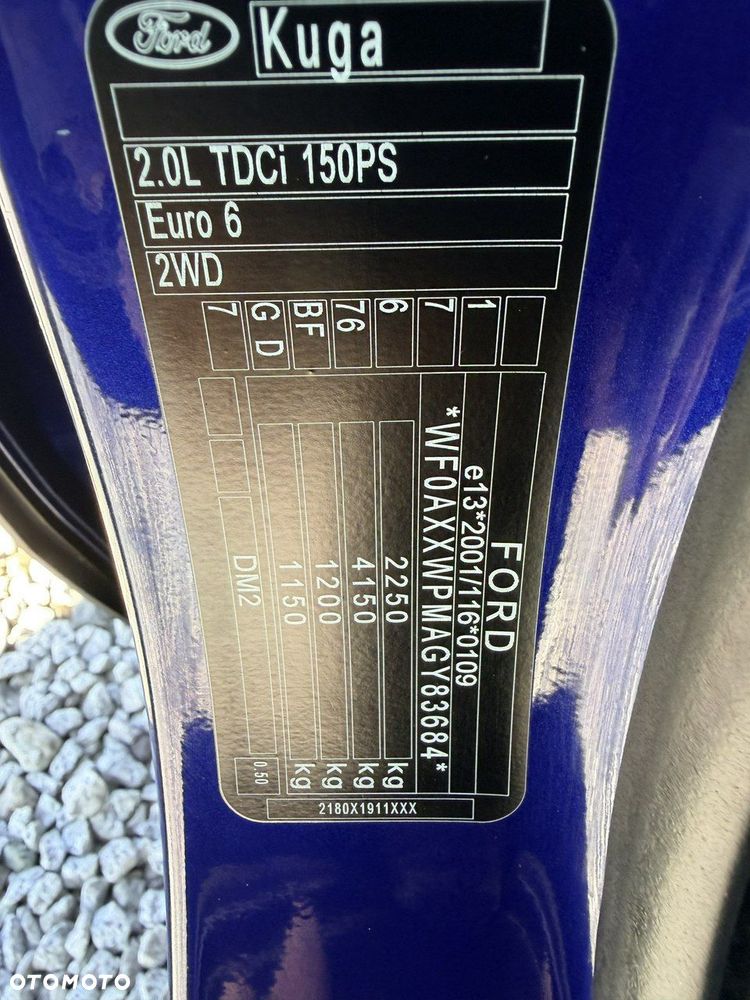 Ford
Kuga
2.0L TDCi 150PS
Euro 6
2WD
1
7
6
76
BF
G D
7
FORD
e13*2001/116*0109
*WF0AXXWPMAGY83684*
2250 kg
4150 kg
1200 kg
1150 kg
DM2
0.50
2180X1911XXX
OTOMOTO